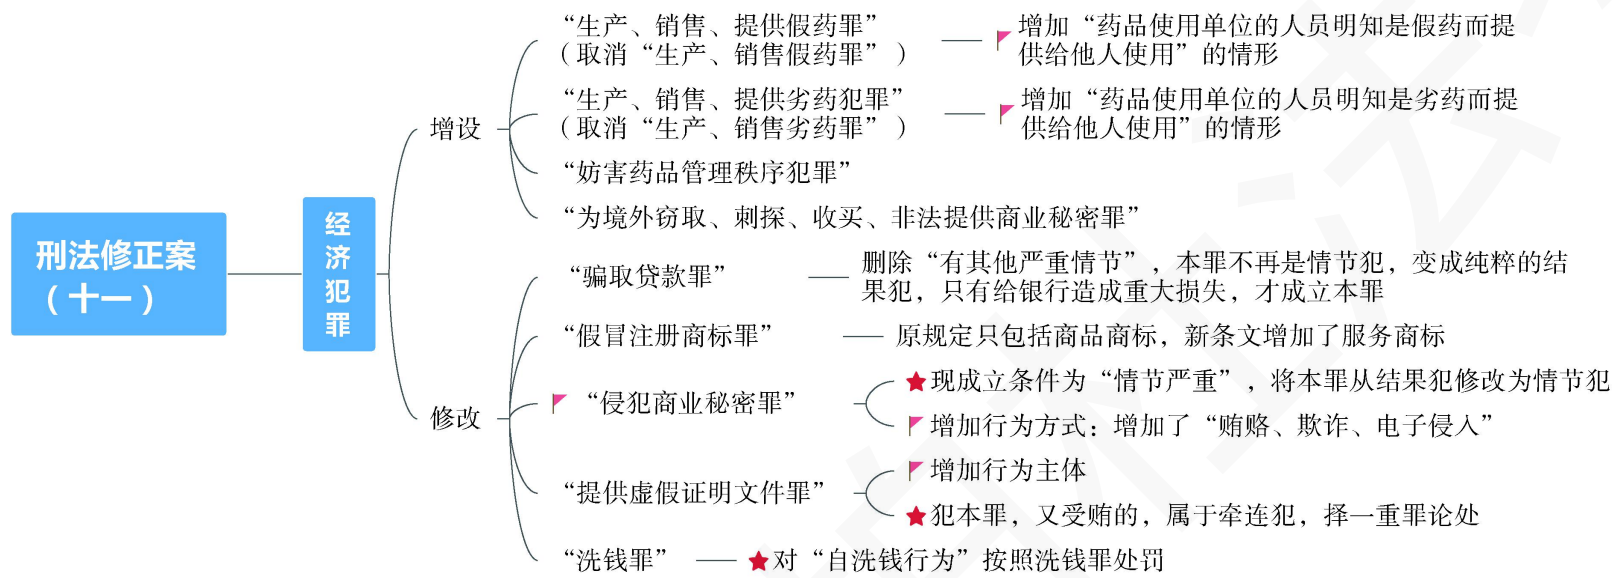 刑法修正案
（十一）
经
济
犯
罪
增设
“生产、销售、提供假药罪”
（取消“生产、销售假药罪”）
增加“药品使用单位的人员明知是假药而提
供给他人使用”的情形
“生产、销售、提供劣药犯罪”
（取消“生产、销售劣药罪”）
增加“药品使用单位的人员明知是劣药而提
供给他人使用”的情形
“妨害药品管理秩序犯罪”
“为境外窃取、刺探、收买、非法提供商业秘密罪”
修改
“骗取贷款罪”
删除“有其他严重情节”，本罪不再是情节犯，变成纯粹的结
果犯，只有给银行造成重大损失，才成立本罪
“假冒注册商标罪”
原规定只包括商品商标，新条文增加了服务商标
“侵犯商业秘密罪”
现成立条件为“情节严重”，将本罪从结果犯修改为情节犯
增加行为方式：增加了“贿赂、欺诈、电子侵入”
“提供虚假证明文件罪”
增加行为主体
犯本罪，又受贿的，属于牵连犯，择一重罪论处
“洗钱罪”
对“自洗钱行为”按照洗钱罪处罚